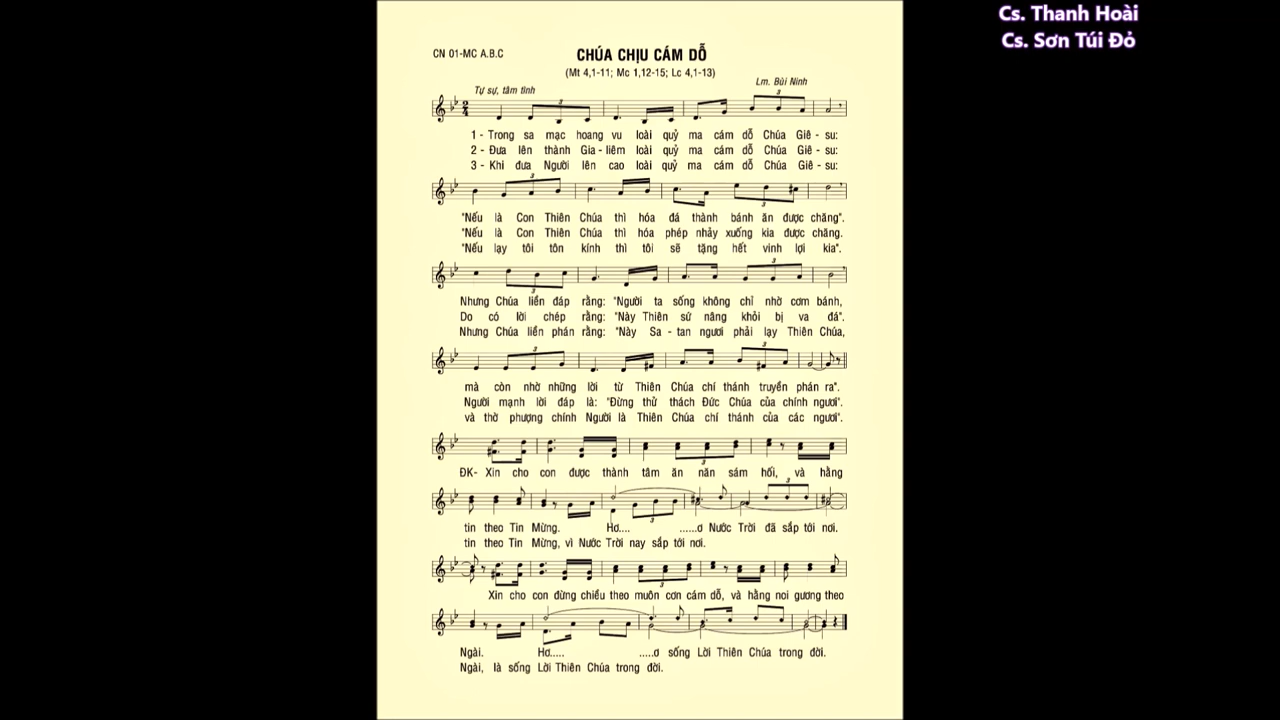 Cs. Thanh Hoài
Cs. Sơn Túi Đỏ
CN 01-MC A.B.C
CHÚA CHỊU CÁM DỖ
(Mt 4,1-11; Mc 1,12-15; Lc 4,1-13)
Tự sự, tâm tình
Lm. Bùi Ninh
1 - Trong sa mạc hoang vu loài quỷ ma cám dỗ Chúa Giê - su:
2 - Đưa lên thành Gia - liêm loài quỷ ma cám dỗ Chúa Giê - su:
3 - Khi đưa Người lên cao loài quỷ ma cám dỗ Chúa Giê - su:
"Nếu là Con Thiên Chúa thì hóa đá thành bánh ăn được chăng".
"Nếu là Con Thiên Chúa thì hóa phép nhảy xuống kia được chăng.
"Nếu lạy tôi tôn kính thì tôi sẽ tặng hết vinh lợi kia".
Nhưng Chúa liền đáp rằng: "Người ta sống không chỉ nhờ cơm bánh,
Do có lời chép rằng: "Này Thiên sứ nâng khỏi bị va đá".
Nhưng Chúa liền phán rằng: "Này Sa - tan ngươi phải lạy Thiên Chúa,
mà còn nhờ những lời từ Thiên Chúa chí thánh truyền phán ra".
Người mạnh lời đáp là: "Đừng thử thách Đức Chúa của chính ngươi".
và thờ phượng chính Người là Thiên Chúa chí thánh của các ngươi".
ĐK- Xin cho con được thành tâm ăn năn sám hối, và hằng
tin theo Tin Mừng. Hơ.... ......ơ Nước Trời đã sắp tới nơi.
tin theo Tin Mừng, vì Nước Trời nay sắp tới nơi.
Xin cho con đừng chiều theo muôn cơn cám dỗ, và hằng noi gương theo
Ngài. Hơ..... .....ơ sống Lời Thiên Chúa trong đời.
Ngài, là sống Lời Thiên Chúa trong đời.